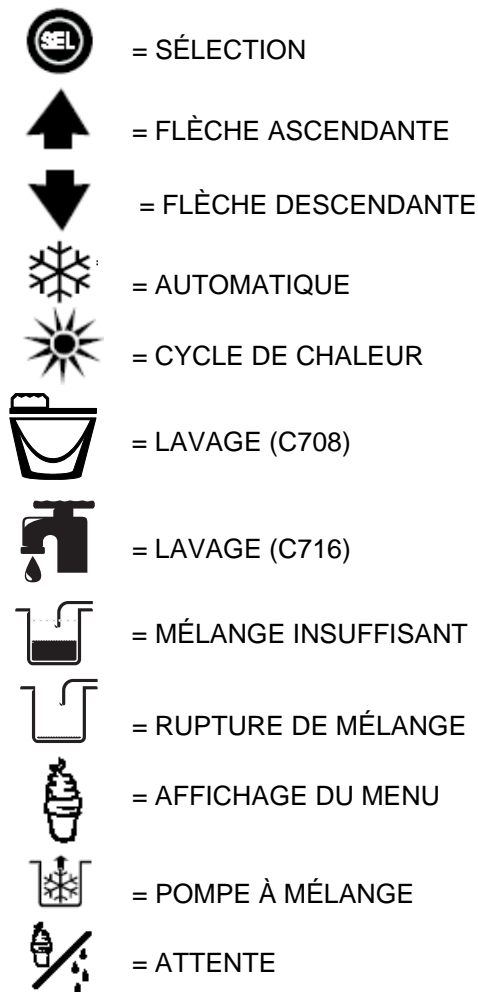 SEL = SÉLECTION
= FLÈCHE ASCENDANTE
= FLÈCHE DESCENDANTE
= AUTOMATIQUE
= CYCLE DE CHALEUR
= LAVAGE (C708)
= LAVAGE (C716)
= MÉLANGE INSUFFISANT
= RUPTURE DE MÉLANGE
= AFFICHAGE DU MENU
= POMPE À MÉLANGE
= ATTENTE